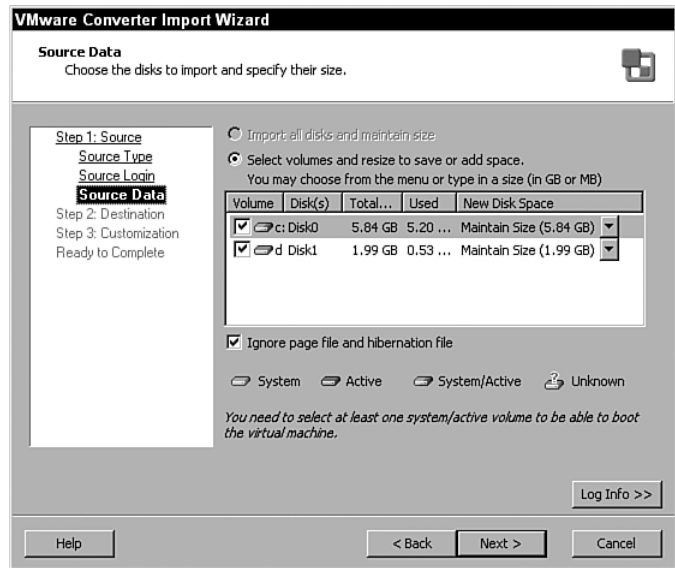 VMware Converter Import Wizard
Source Data
Choose the disks to import and specify their size.
Step 1: Source
Source Type
Source Login
Source Data
Step 2: Destination
Step 3: Customization
Ready to Complete
Import all disks and maintain size
Select volumes and resize to save or add space.
You may choose from the menu or type in a size (in GB or MB)
Volume Disk(s) Total... Used New Disk Space
c: Disk0 5.84 GB 5.20 ... Maintain Size (5.84 GB)
d Disk1 1.99 GB 0.53 ... Maintain Size (1.99 GB)
Ignore page file and hibernation file
System Active System/Active Unknown
You need to select at least one system/active volume to be able to boot
the virtual machine.
Log Info >>
Help < Back Next > Cancel